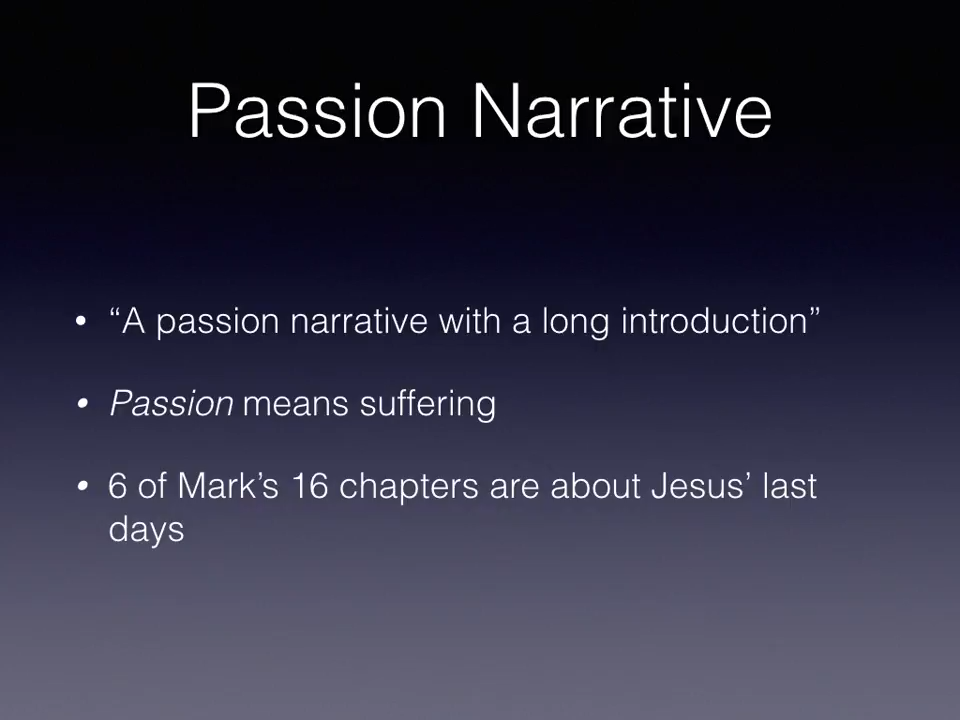 Passion Narrative
• “A passion narrative with a long introduction”
• Passion means suffering
• 6 of Mark’s 16 chapters are about Jesus’ last
days